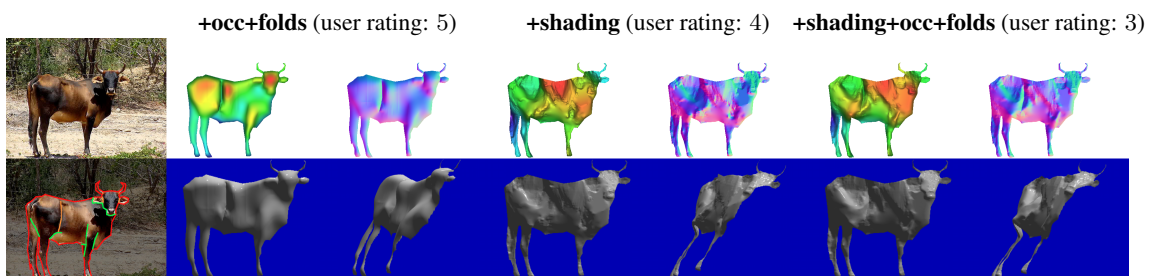 +occ+folds (user rating: 5) +shading (user rating: 4) +shading+occ+folds (user rating: 3)